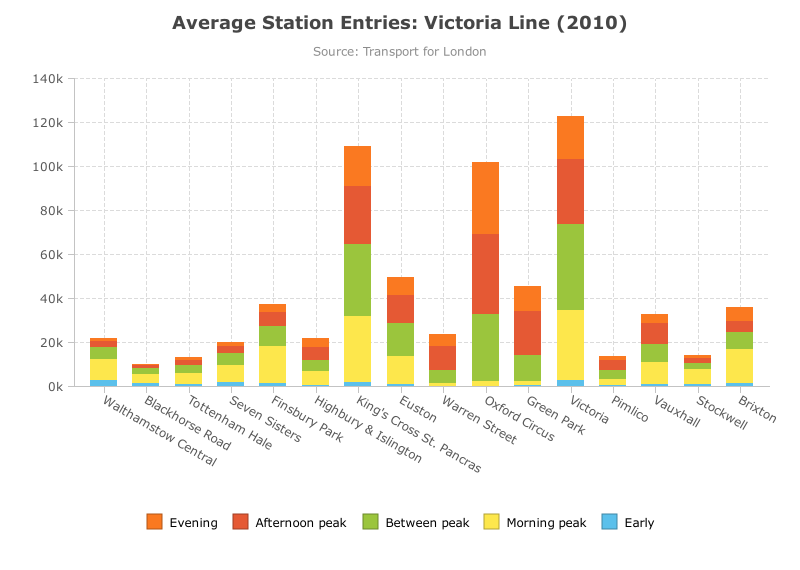 Average Station Entries: Victoria Line (2010)
Source: Transport for London
140k
120k
100k
80k
60k
40k
20k
0k
Walthamstow Central
Blackhorse Road
Tottenham Hale
Seven Sisters
Finsbury Park
Highbury & Islington
King's Cross St. Pancras
Euston
Warren Street
Oxford Circus
Green Park
Victoria
Pimlico
Vauxhall
Stockwell
Brixton
Evening
Afternoon peak
Between peak
Morning peak
Early